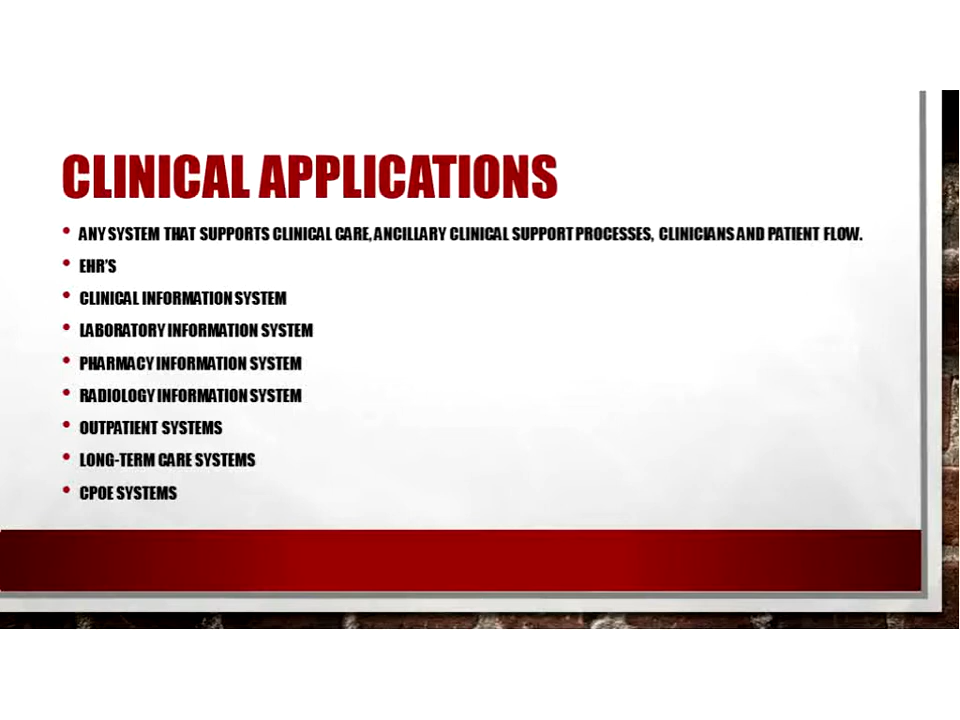 CLINICAL APPLICATIONS
• ANY SYSTEM THAT SUPPORTS CLINICAL CARE, ANCILLARY CLINICAL SUPPORT PROCESSES, CLINICIANS AND PATIENT FLOW.
• EHR'S
• CLINICAL INFORMATION SYSTEM
• LABORATORY INFORMATION SYSTEM
• PHARMACY INFORMATION SYSTEM
• RADIOLOGY INFORMATION SYSTEM
• OUTPATIENT SYSTEMS
• LONG-TERM CARE SYSTEMS
• CPOE SYSTEMS